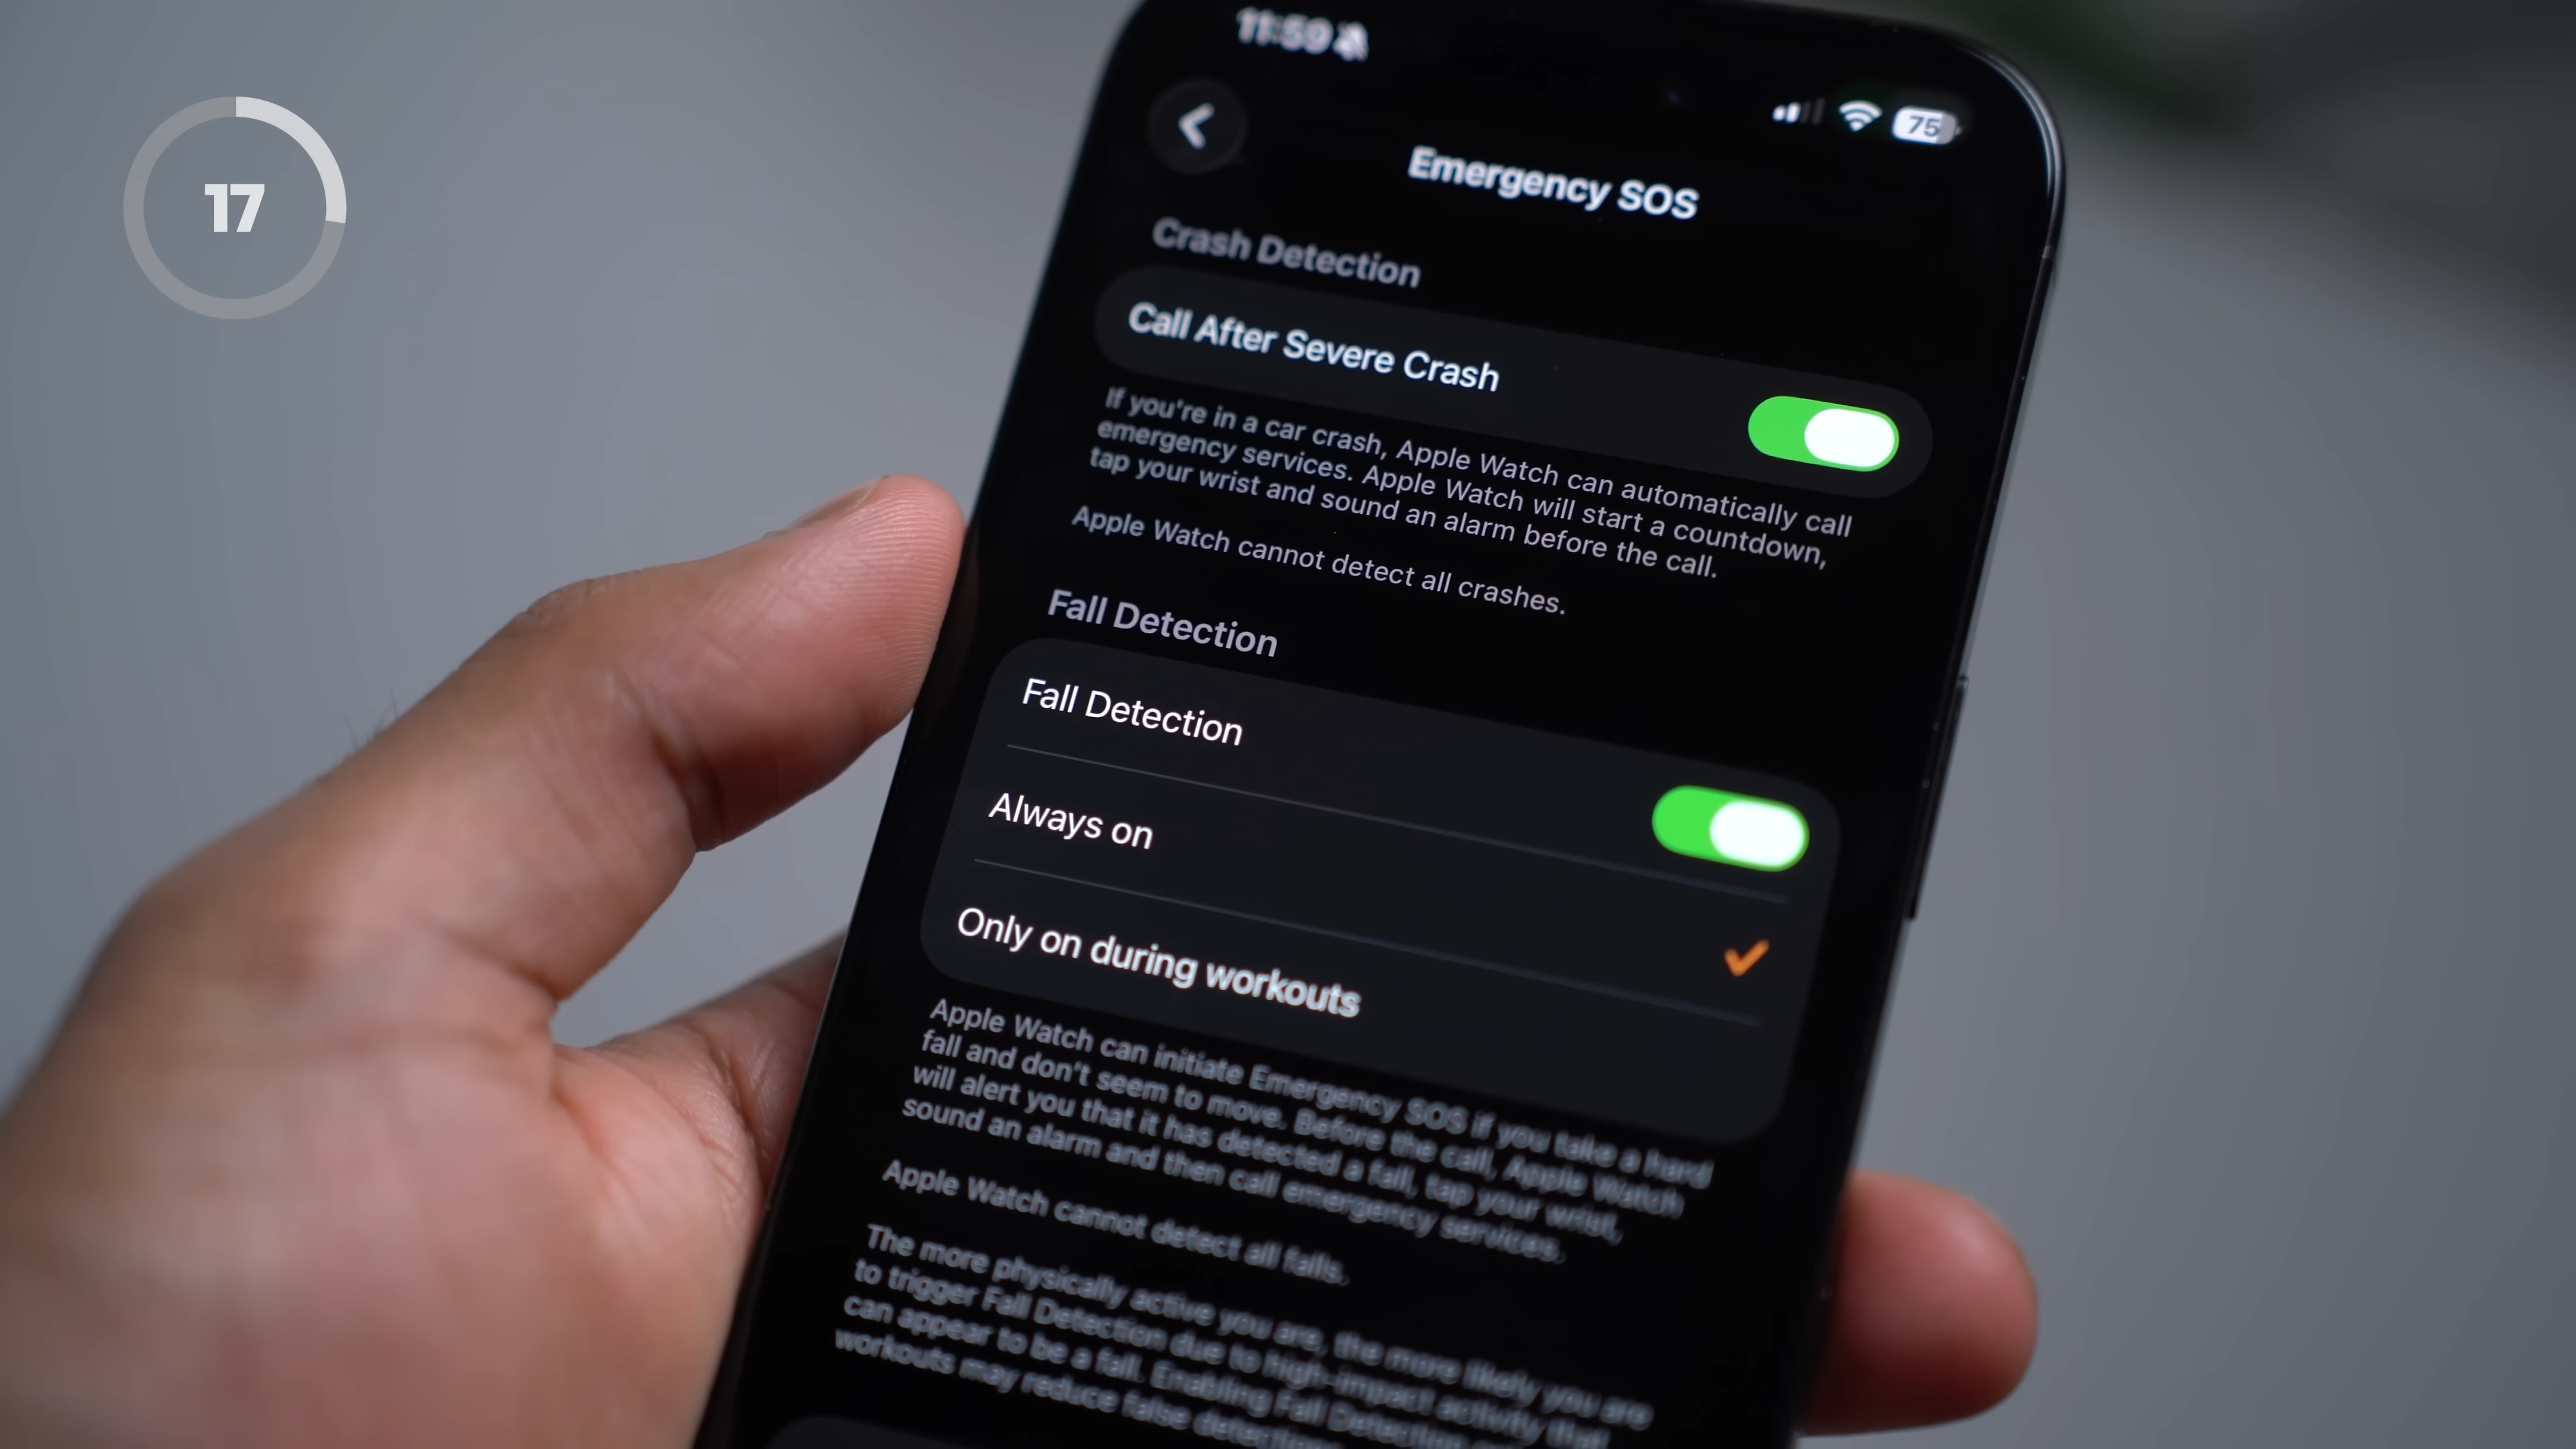 17
11:59
75
Emergency SOS
Crash Detection
Call After Severe Crash
If you're in a car crash, Apple Watch can automatically call
emergency services. Apple Watch will start a countdown,
tap your wrist and sound an alarm before the call.
Apple Watch cannot detect all crashes.
Fall Detection
Fall Detection
Always on
Only on during workouts
Apple Watch can initiate Emergency SOS if you take a hard
fall and don't seem to move. Before the call, Apple Watch
will alert you that it has detected a fall, tap your wrist,
sound an alarm and then call emergency services.
Apple Watch cannot detect all falls.
The more physically active you are, the more likely you are
to trigger Fall Detection due to high-impact activity that
can appear to be a fall. Enabling Fall Detection
workouts may reduce false detections